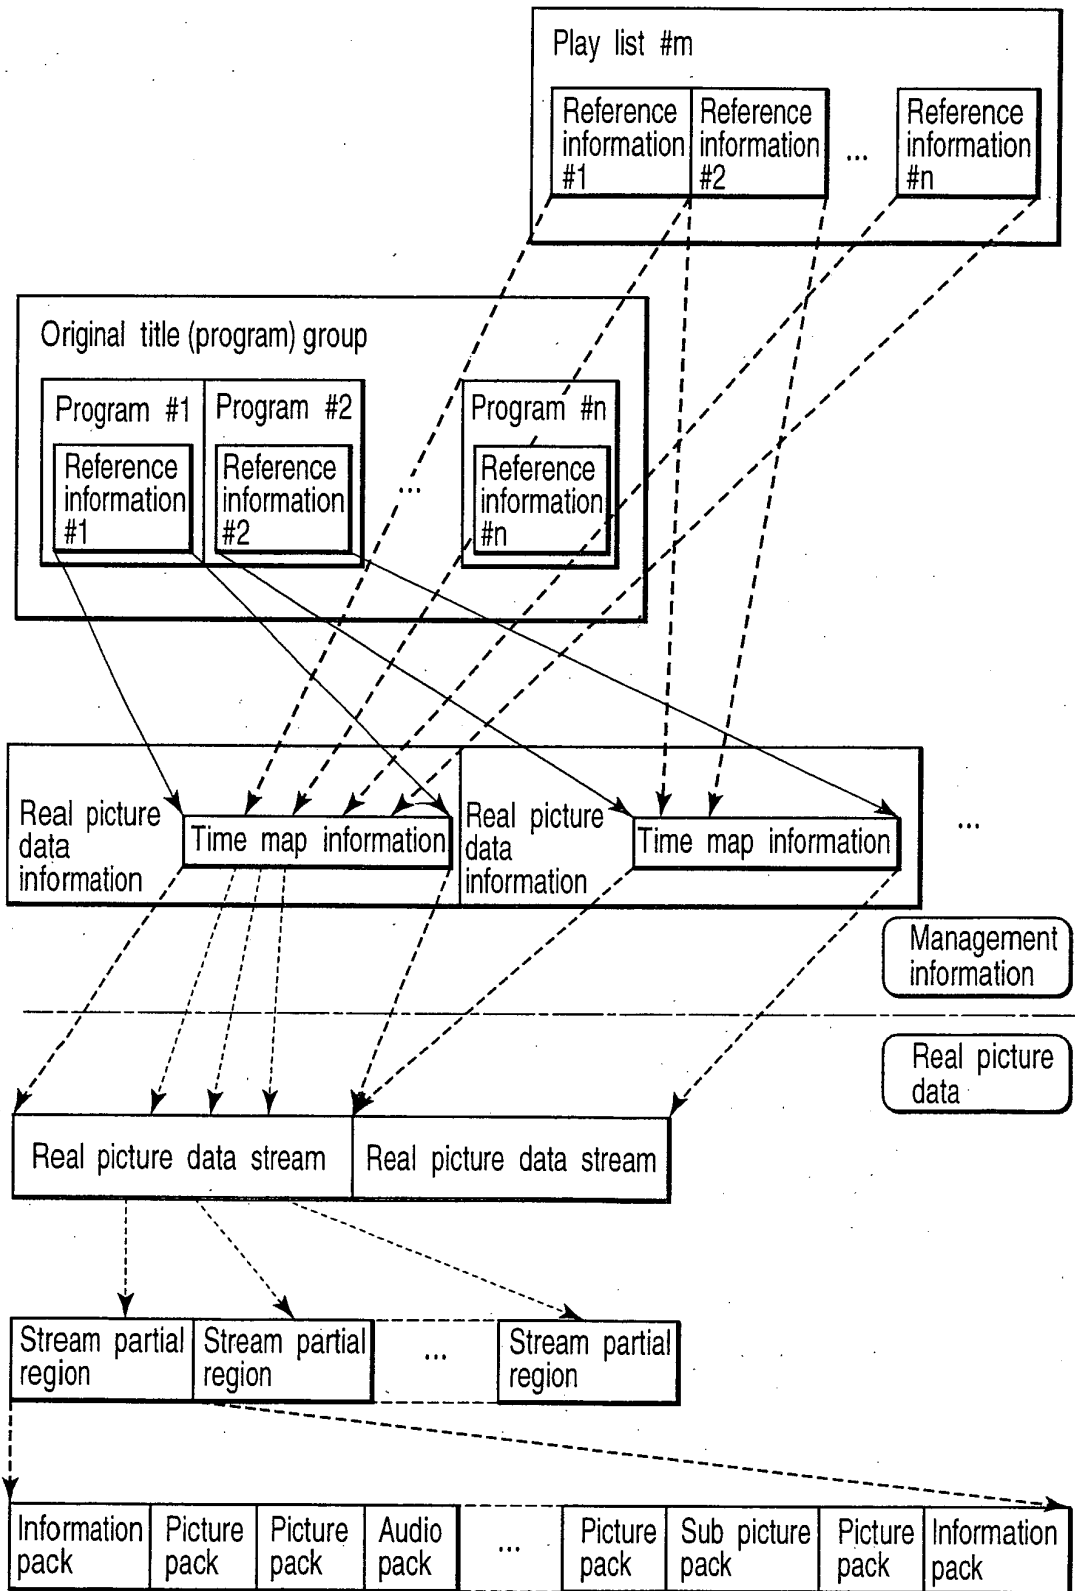 Play list #m
Reference information #1
Reference information #2
...
Reference information #n
Original title (program) group
Program #1
Program #2
Program #n
Reference information #1
Reference information #2
...
Reference information #n
Real picture data information
Time map information
Real picture data information
Time map information
...
Management information
Real picture data
Real picture data stream
Real picture data stream
Stream partial region
Stream partial region
...
Stream partial region
Information pack
Picture pack
Picture pack
Audio pack
...
Picture pack
Sub picture pack
Picture pack
Information pack